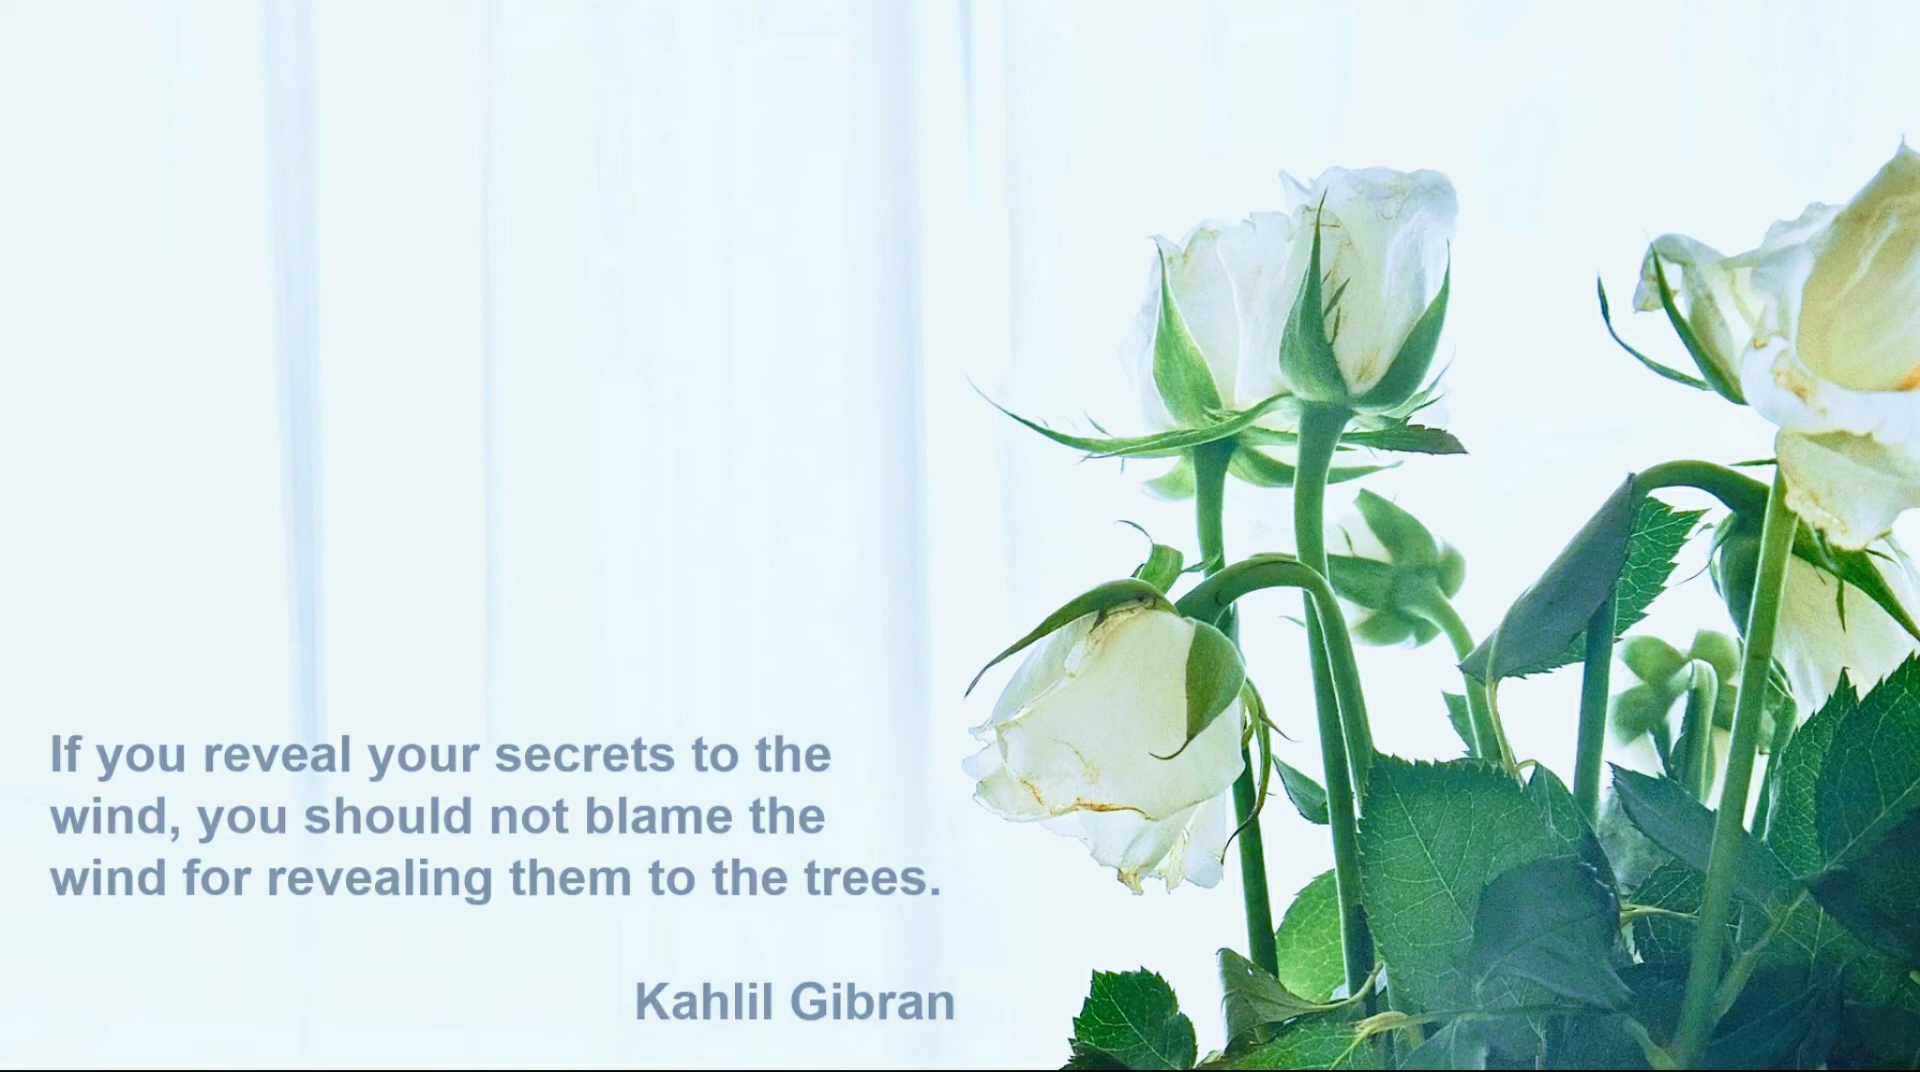 If you reveal your secrets to the
wind, you should not blame the
wind for revealing them to the trees.
Kahlil Gibran